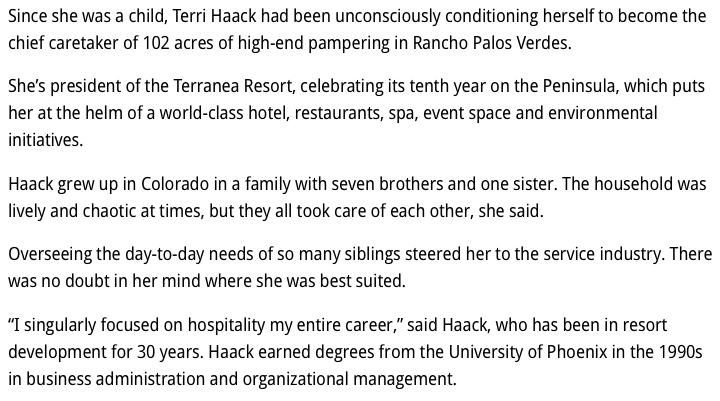 Since she was a child, Terri Haack had been unconsciously conditioning herself to become the
chief caretaker of 102 acres of high-end pampering in Rancho Palos Verdes.
She’s president of the Terranea Resort, celebrating its tenth year on the Peninsula, which puts
her at the helm of a world-class hotel, restaurants, spa, event space and environmental
initiatives.
Haack grew up in Colorado in a family with seven brothers and one sister. The household was
lively and chaotic at times, but they all took care of each other, she said.
Overseeing the day-to-day needs of so many siblings steered her to the service industry. There
was no doubt in her mind where she was best suited.
“I singularly focused on hospitality my entire career,” said Haack, who has been in resort
development for 30 years. Haack earned degrees from the University of Phoenix in the 1990s
in business administration and organizational management.